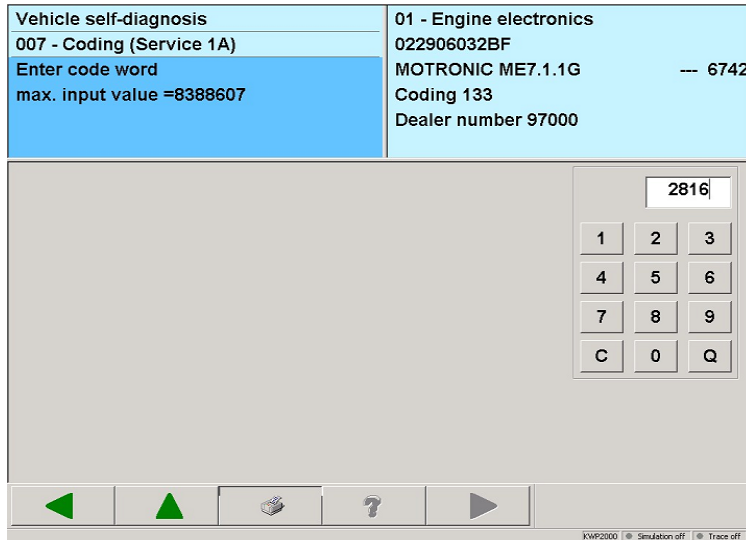 Vehicle self-diagnosis
007 - Coding (Service 1A)
Enter code word
max. input value =8388607
01 - Engine electronics
022906032BF
MOTRONIC ME7.1.1G --- 6742
Coding 133
Dealer number 97000
2816
1 2 3
4 5 6
7 8 9
C 0 Q
?
KWP2000 Simulation off Trace off